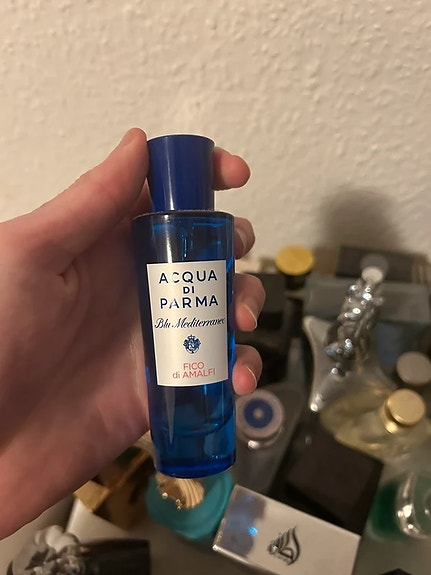 ACQUA
DI
PARMA
Blu Mediterraneo
FICO
di AMALFI